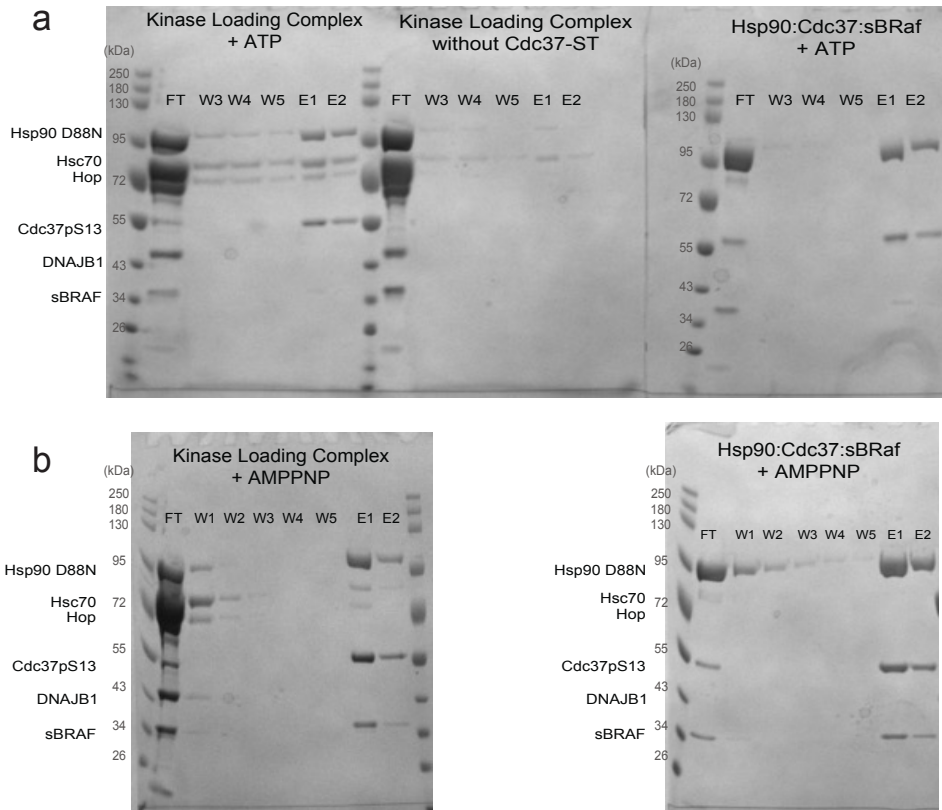 a
Kinase Loading Complex
+ ATP
Kinase Loading Complex
without Cdc37-ST
Hsp90:Cdc37:sBRaf
+ ATP
(kDa)
250
180
130
95
72
55
43
34
26
FT W3 W4 W5 E1 E2
FT W3 W4 W5 E1 E2
(kDa)
250
180
130
95
72
55
43
34
26
FT W3 W4 W5 E1 E2
Hsp90 D88N
Hsc70
Hop
Cdc37pS13
DNAJB1
sBRAF
b
Kinase Loading Complex
+ AMPPNP
(kDa)
250
180
130
95
72
55
43
34
26
FT W1 W2 W3 W4 W5 E1 E2
Hsp90 D88N
Hsc70
Hop
Cdc37pS13
DNAJB1
sBRAF
Hsp90:Cdc37:sBRaf
+ AMPPNP
(kDa)
250
180
130
95
72
55
43
34
26
FT W1 W2 W3 W4 W5 E1 E2
Hsp90 D88N
Hsc70
Hop
Cdc37pS13
DNAJB1
sBRAF